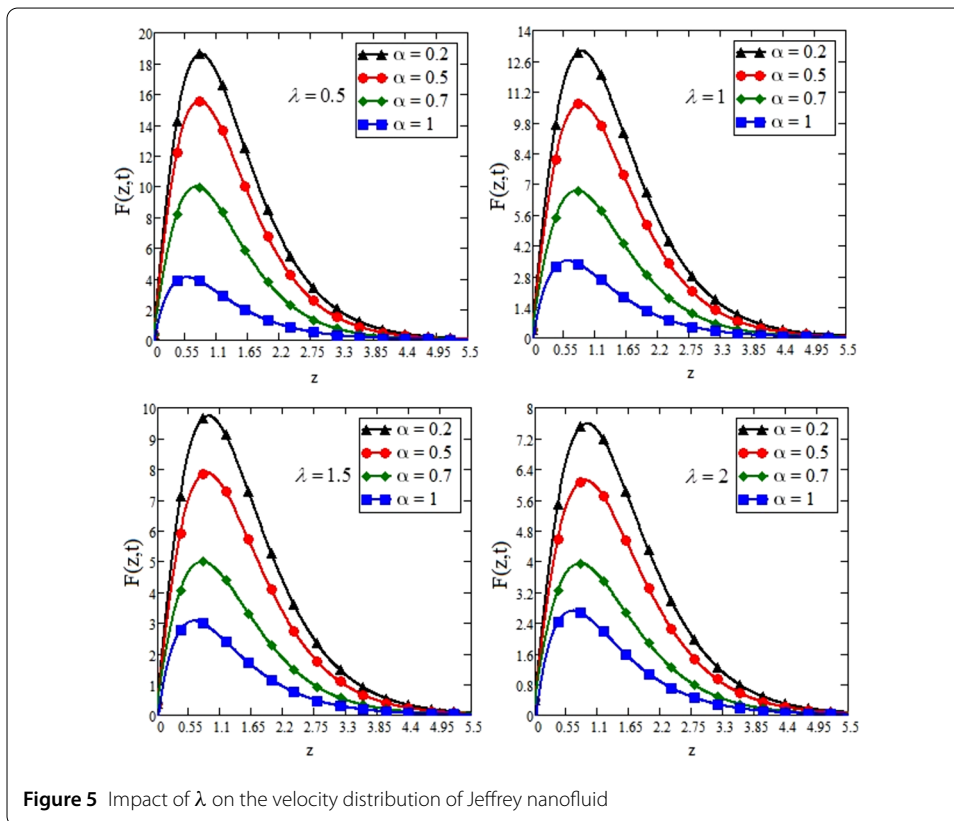 20
18
16
14
12
10
8
6
4
2
0
F(z,t)
λ = 0.5
α = 0.2
α = 0.5
α = 0.7
α = 1
0 0.55 1.1 1.65 2.2 2.75 3.3 3.85 4.4 4.95 5.5
z
14
12.6
11.2
9.8
8.4
7
5.6
4.2
2.8
1.4
0
F(z,t)
λ = 1
α = 0.2
α = 0.5
α = 0.7
α = 1
0 0.55 1.1 1.65 2.2 2.75 3.3 3.85 4.4 4.95 5.5
z
10
9
8
7
6
5
4
3
2
1
0
F(z,t)
λ = 1.5
α = 0.2
α = 0.5
α = 0.7
α = 1
0 0.55 1.1 1.65 2.2 2.75 3.3 3.85 4.4 4.95 5.5
z
8
7.2
6.4
5.6
4.8
4
3.2
2.4
1.6
0.8
0
F(z,t)
λ = 2
α = 0.2
α = 0.5
α = 0.7
α = 1
0 0.55 1.1 1.65 2.2 2.75 3.3 3.85 4.4 4.95 5.5
z
Figure 5 Impact of λ on the velocity distribution of Jeffrey nanofluid